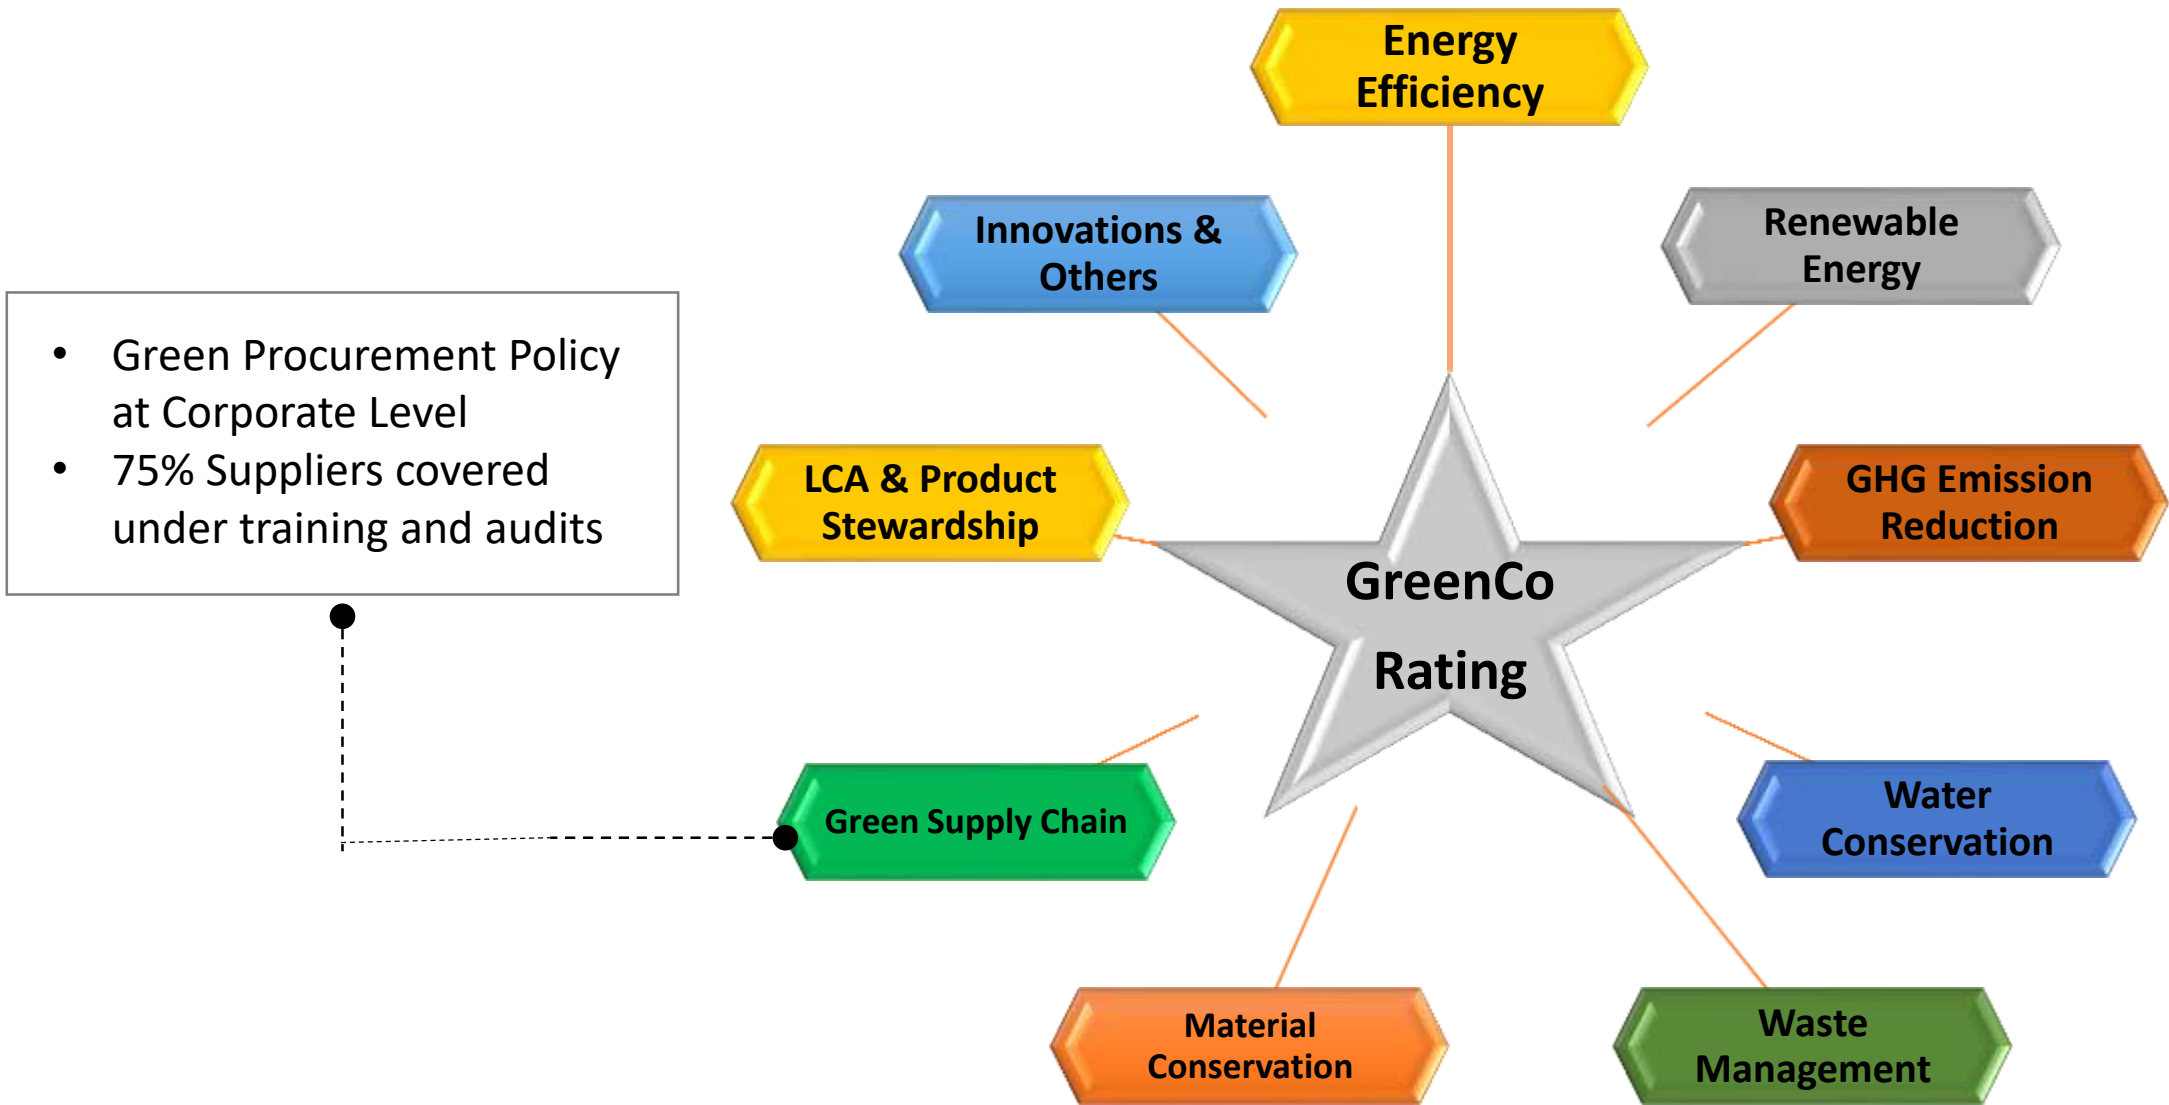 Energy
Efficiency
Innovations &
Others
Renewable
Energy
• Green Procurement Policy
at Corporate Level
• 75% Suppliers covered
under training and audits
LCA & Product
Stewardship
GHG Emission
Reduction
GreenCo
Rating
Green Supply Chain
Water
Conservation
Material
Conservation
Waste
Management